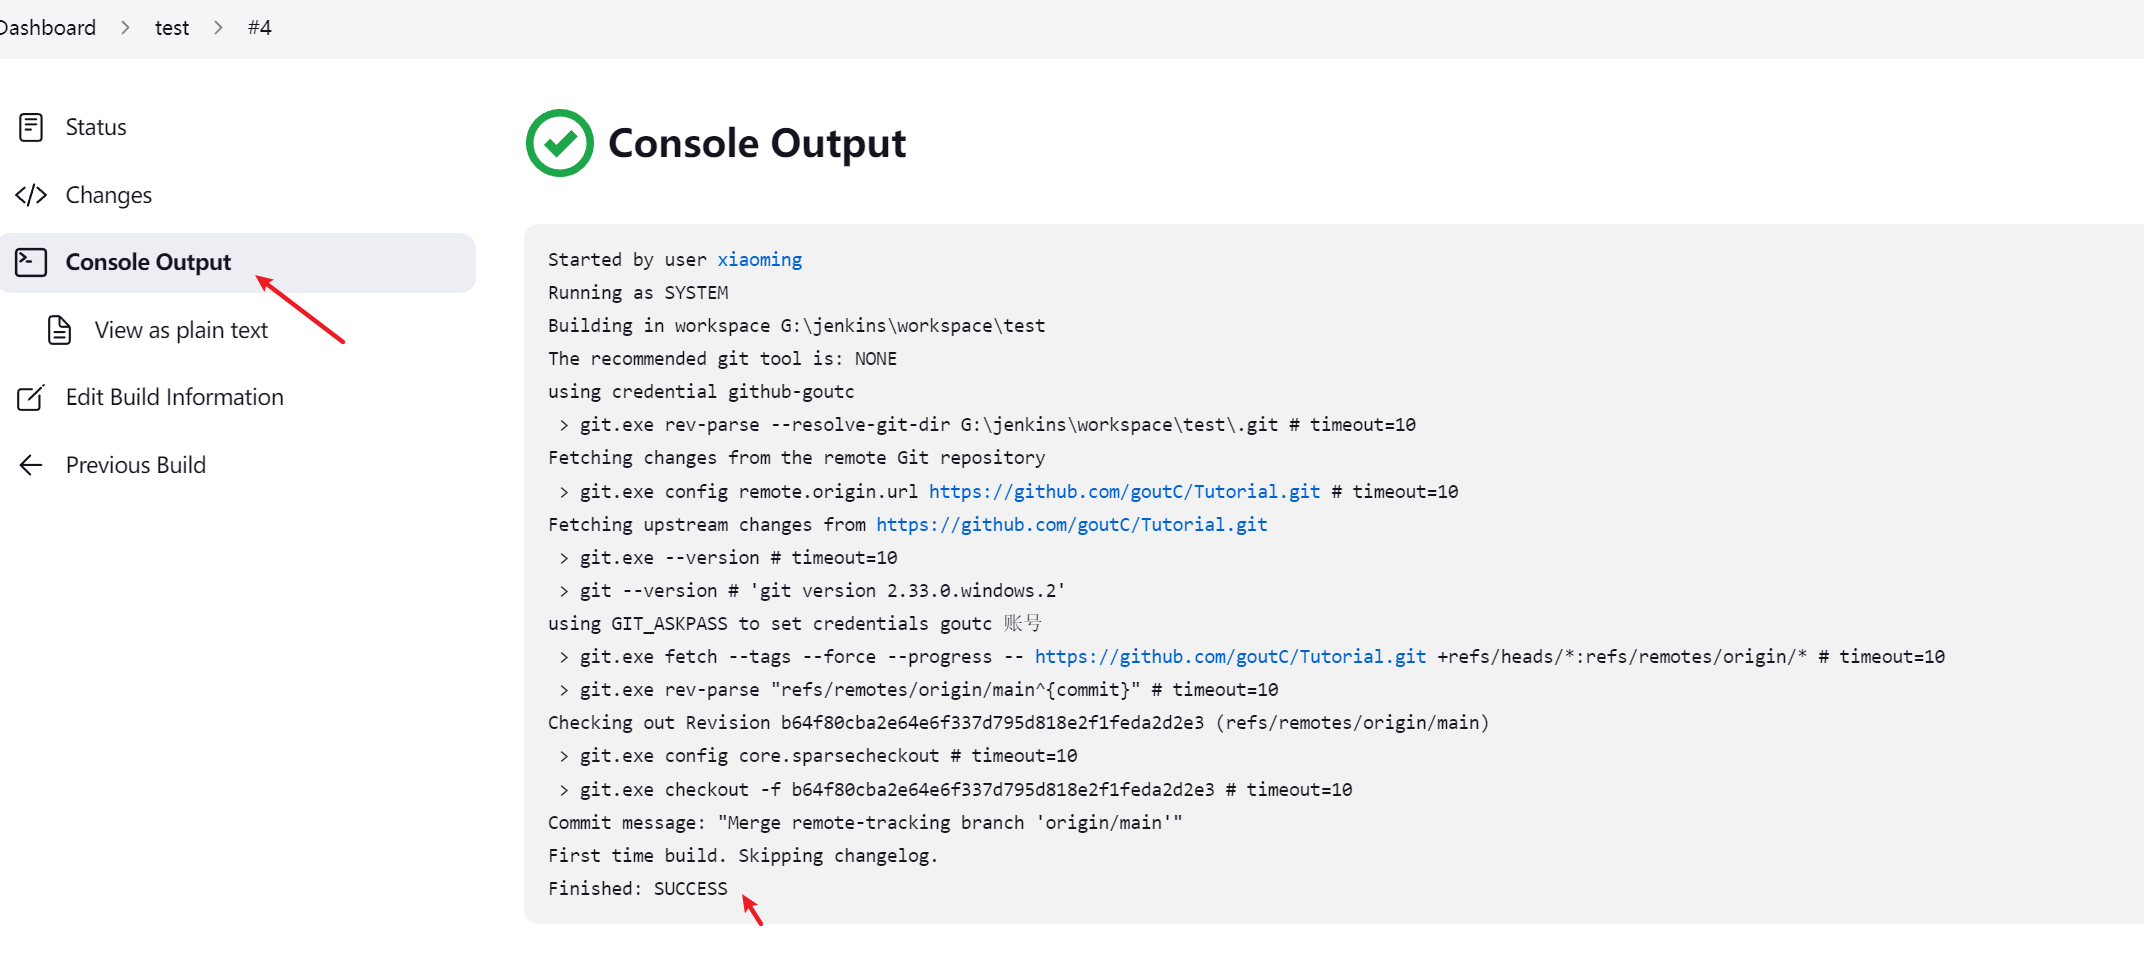 Dashboard > test > #4
Status
Changes
Console Output
View as plain text
Edit Build Information
Previous Build
Console Output
Started by user xiaoming
Running as SYSTEM
Building in workspace G:\jenkins\workspace\test
The recommended git tool is: NONE
using credential github-goutc
 > git.exe rev-parse --resolve-git-dir G:\jenkins\workspace\test\.git # timeout=10
Fetching changes from the remote Git repository
 > git.exe config remote.origin.url https://github.com/goutC/Tutorial.git # timeout=10
Fetching upstream changes from https://github.com/goutC/Tutorial.git
 > git.exe --version # timeout=10
 > git --version # 'git version 2.33.0.windows.2'
using GIT_ASKPASS to set credentials goutc 账号
 > git.exe fetch --tags --force --progress -- https://github.com/goutC/Tutorial.git +refs/heads/*:refs/remotes/origin/* # timeout=10
 > git.exe rev-parse "refs/remotes/origin/main^{commit}" # timeout=10
Checking out Revision b64f80cba2e64e6f337d795d818e2f1feda2d2e3 (refs/remotes/origin/main)
 > git.exe config core.sparsecheckout # timeout=10
 > git.exe checkout -f b64f80cba2e64e6f337d795d818e2f1feda2d2e3 # timeout=10
Commit message: "Merge remote-tracking branch 'origin/main'"
First time build. Skipping changelog.
Finished: SUCCESS